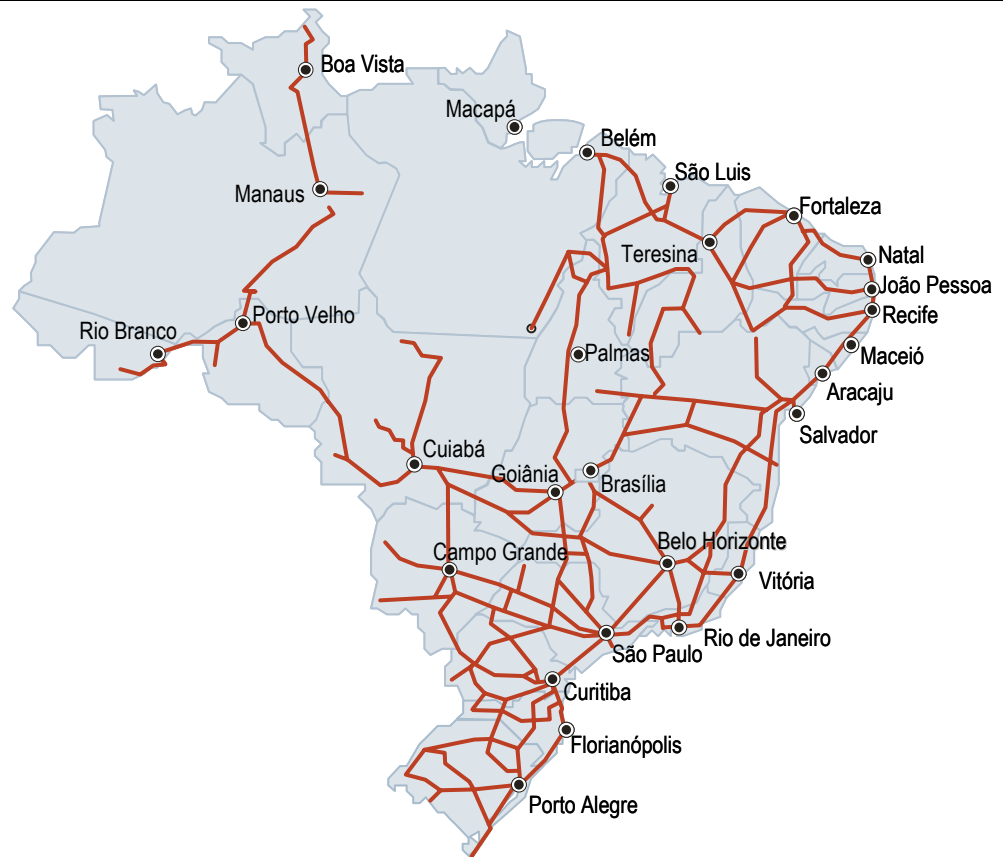 Boa Vista
Macapá
Belém
São Luis
Manaus
Fortaleza
Teresina
Natal
João Pessoa
Porto Velho
Recife
Rio Branco
Palmas
Maceió
Aracaju
Salvador
Cuiabá
Goiânia
Brasília
Belo Horizonte
Campo Grande
Vitória
Rio de Janeiro
São Paulo
Curitiba
Florianópolis
Porto Alegre